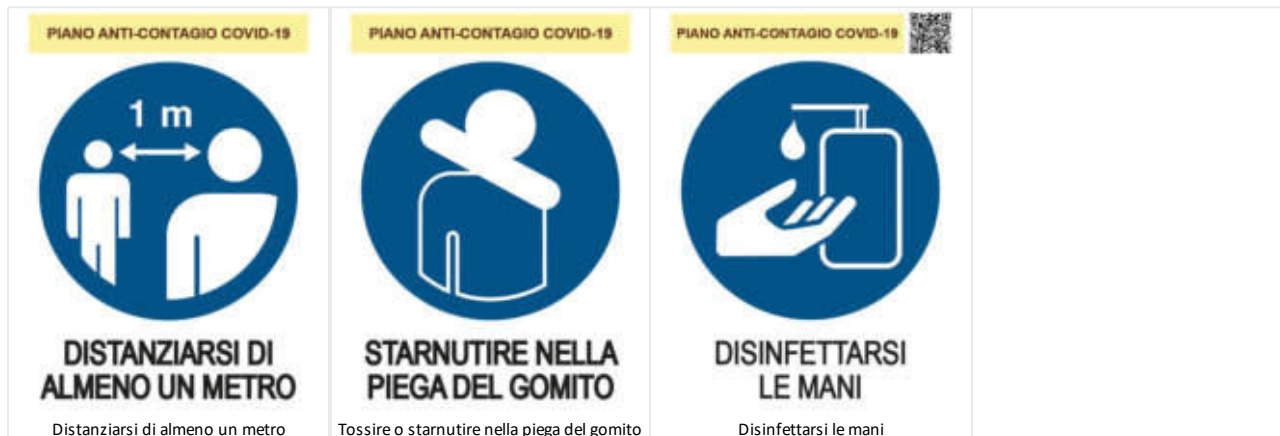 PIANO ANTI-CONTAGIO COVID-19
1 m
DISTANZIARSI DI
ALMENO UN METRO
Distanziarsi di almeno un metro
PIANO ANTI-CONTAGIO COVID-19
STARNUTIRE NELLA
PIEGA DEL GOMITO
Tossire o starnutire nella piega del gomito
PIANO ANTI-CONTAGIO COVID-19
DISINFETTARSI
LE MANI
Disinfettarsi le mani